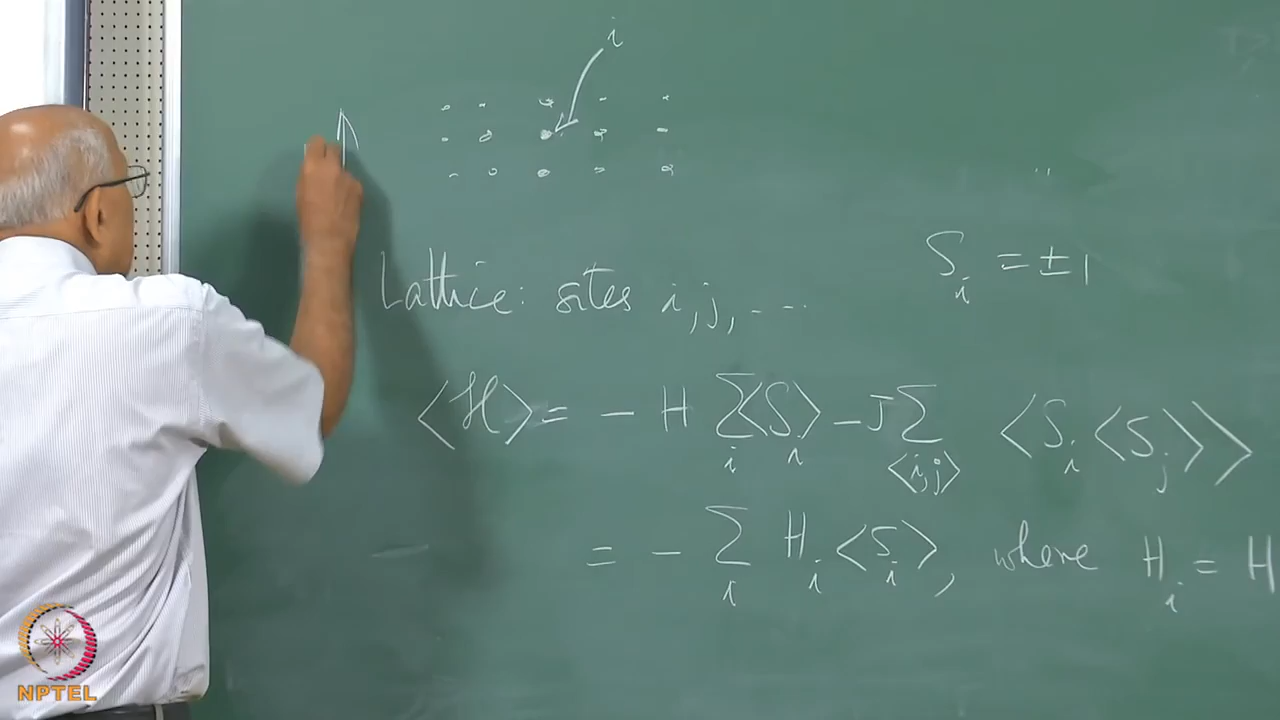 i
S_i = ±1
Lattice: sites i, j, ...
⟨ℋ⟩ = - H Σ_i ⟨S_i⟩ - J Σ_⟨i,j⟩ ⟨S_i ⟨S_j⟩⟩
= - Σ_i H_i ⟨S_i⟩, where H_i = H
NPTEL